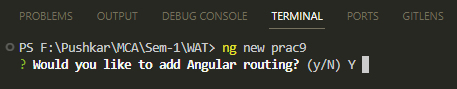 PROBLEMS OUTPUT DEBUG CONSOLE TERMINAL PORTS GITLENS
PS F:\Pushkar\MCA\Sem-1\WAT> ng new prac9
? Would you like to add Angular routing? (y/N) Y